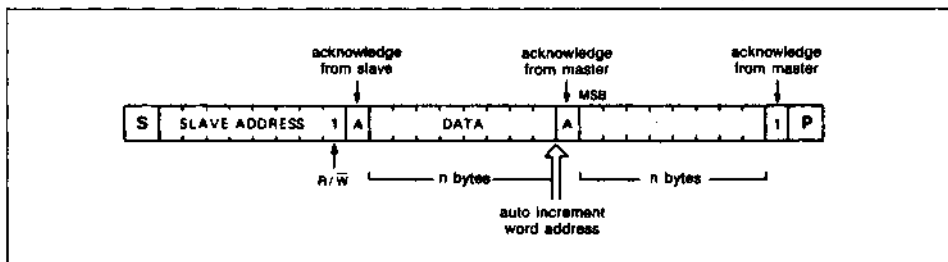 acknowledge acknowledge acknowledge
from slave from master from master
MSB
S SLAVE ADDRESS 1 A DATA A 1 P
R/W̅
n bytes n bytes
auto increment
word address